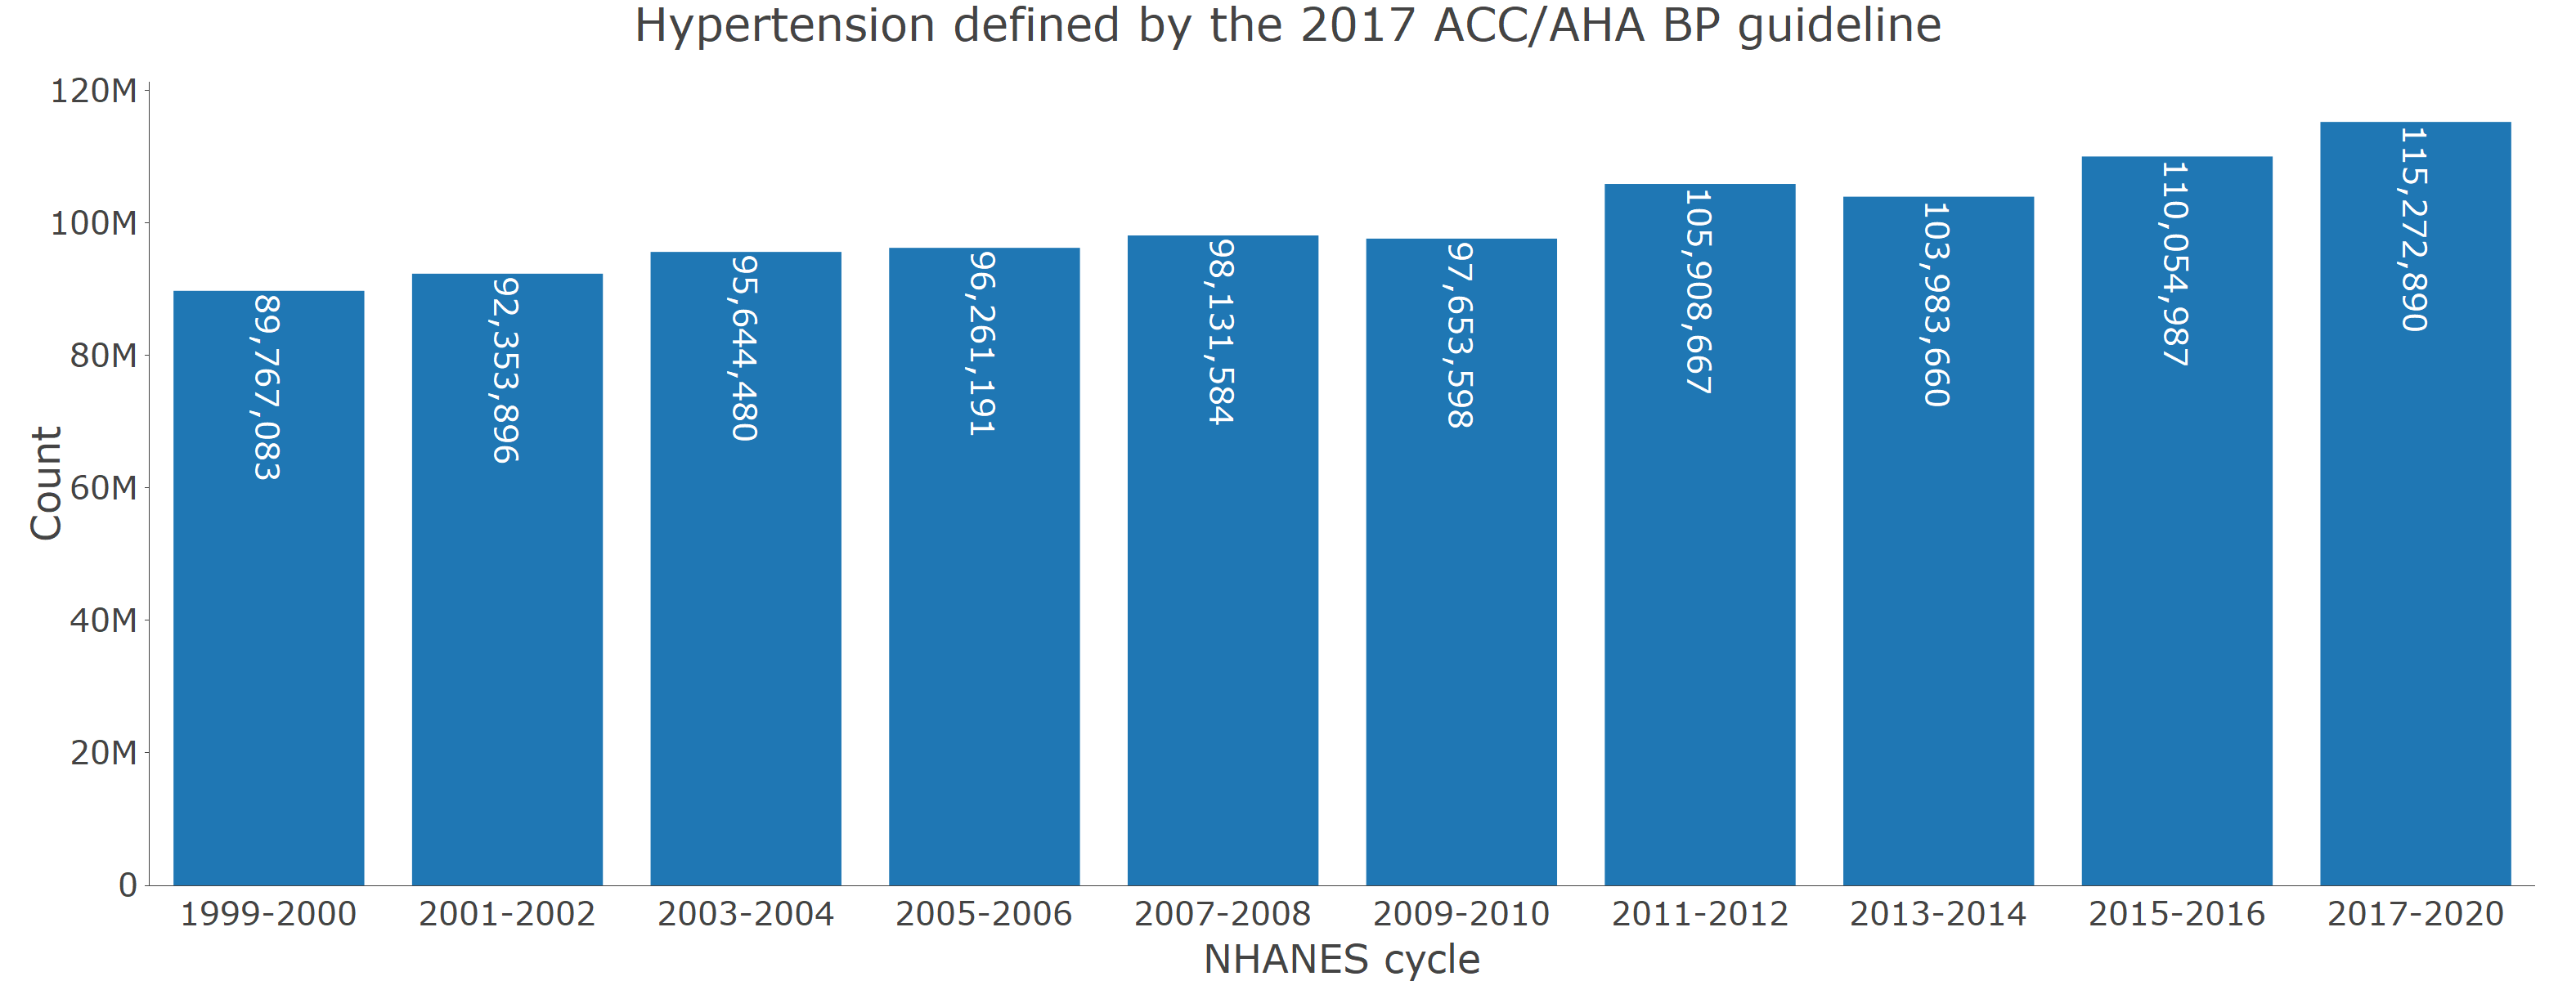 Hypertension defined by the 2017 ACC/AHA BP guideline
120M
100M
80M
60M
40M
20M
0
Count
89,767,083
92,353,896
95,644,480
96,261,191
98,131,584
97,653,598
105,908,667
103,983,660
110,054,987
115,272,890
1999-2000
2001-2002
2003-2004
2005-2006
2007-2008
2009-2010
2011-2012
2013-2014
2015-2016
2017-2020
NHANES cycle